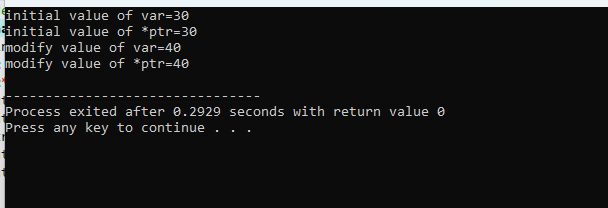 initial value of var=30
initial value of *ptr=30
modify value of var=40
modify value of *ptr=40
--------------------------------
Process exited after 0.2929 seconds with return value 0
Press any key to continue . . .